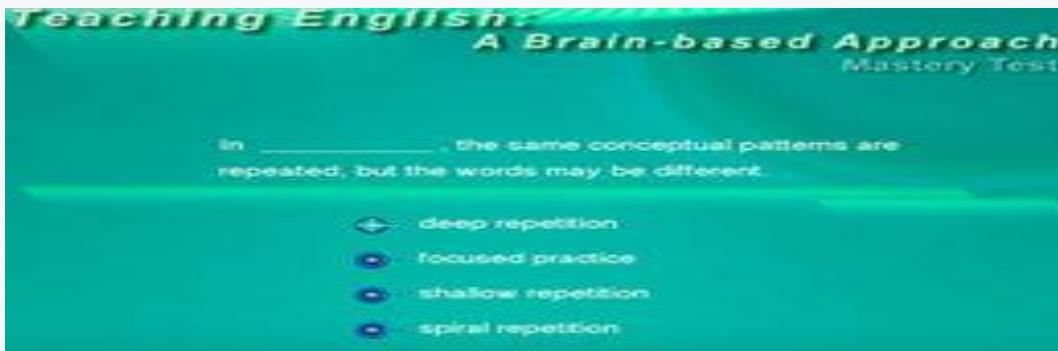 Teaching English:
A Brain-based Approach
Mastery Test
In ____________ , the same conceptual patterns are
repeated, but the words may be different.
deep repetition
focused practice
shallow repetition
spiral repetition